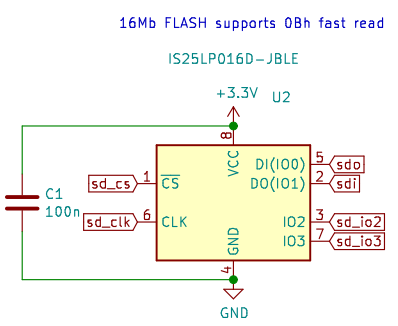 16Mb FLASH supports 0Bh fast read
IS25LP016D-JBLE
+3.3V
U2
8
VCC
sd_cs
1
CS
DI(IO0)
5
sdo
DO(IO1)
2
sdi
C1
100n
sd_clk
6
CLK
IO2
3
sd_io2
IO3
7
sd_io3
GND
4
GND